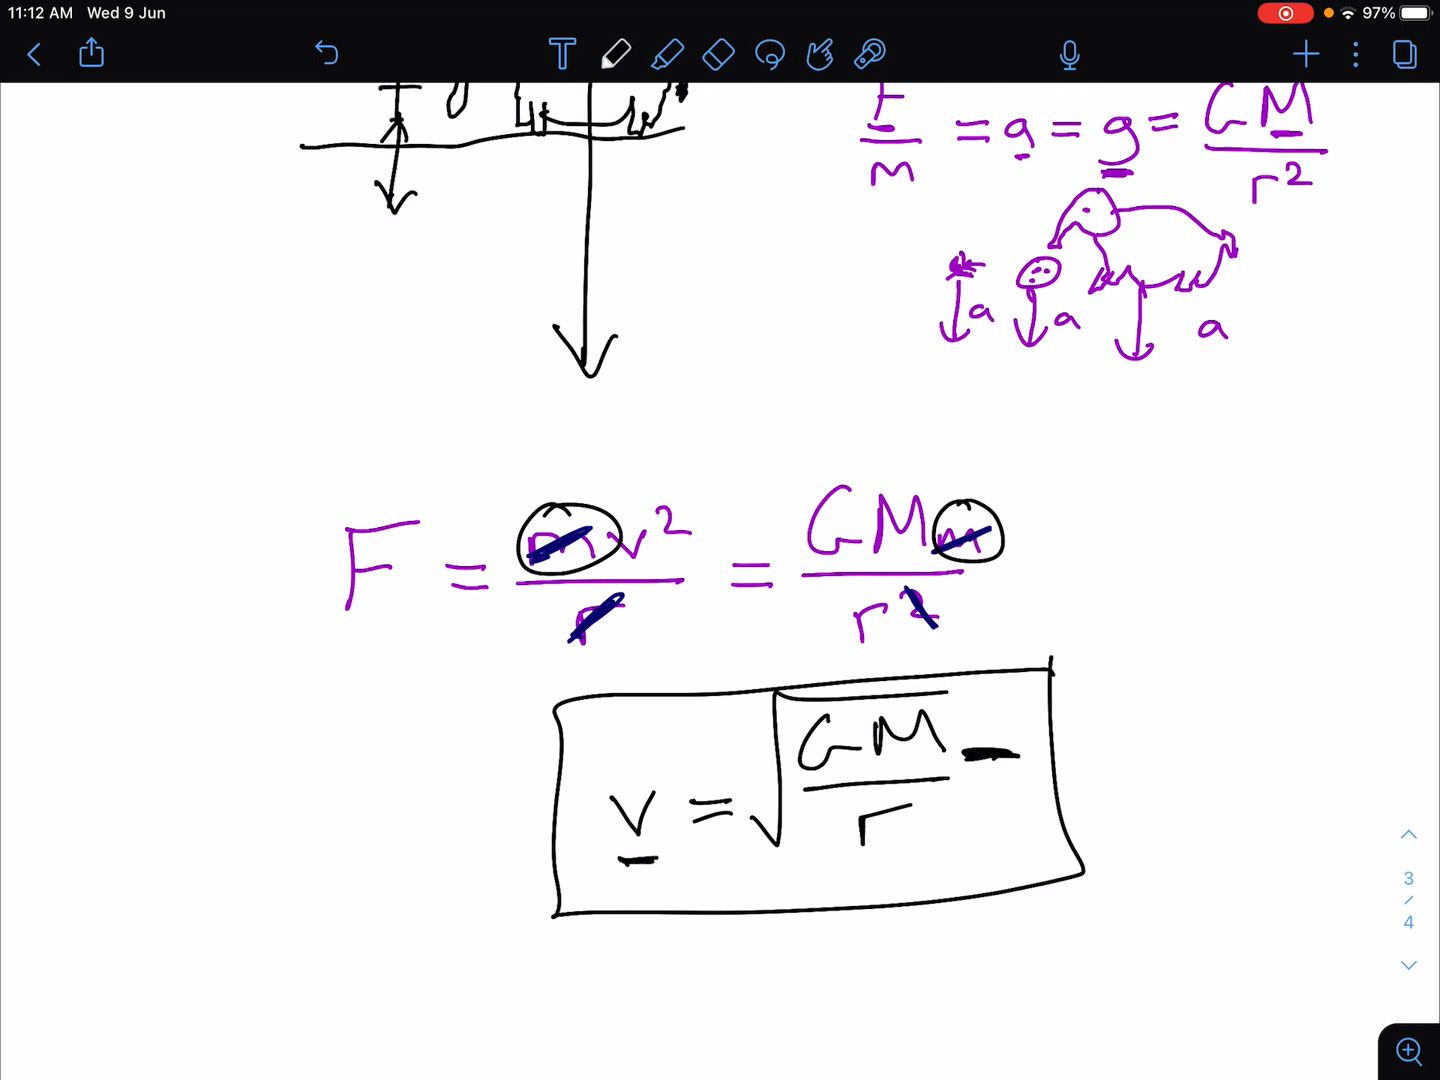 11:12 AM Wed 9 Jun
97%
T
F/m = a = g = GM/r²
a a a
F = mv²/r = GMm/r²
v = √(GM/r)
3
/
4